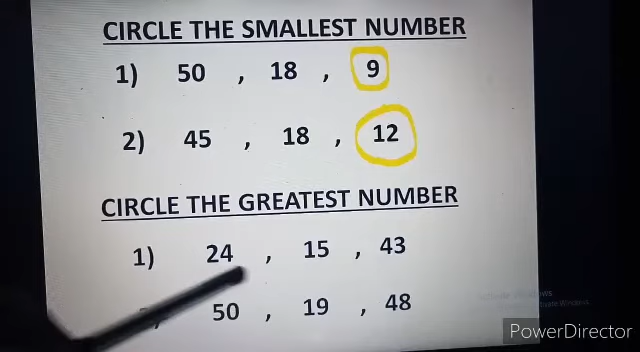 CIRCLE THE SMALLEST NUMBER
1) 50 , 18 , 9
2) 45 , 18 , 12
CIRCLE THE GREATEST NUMBER
1) 24 , 15 , 43
50 , 19 , 48
PowerDirector